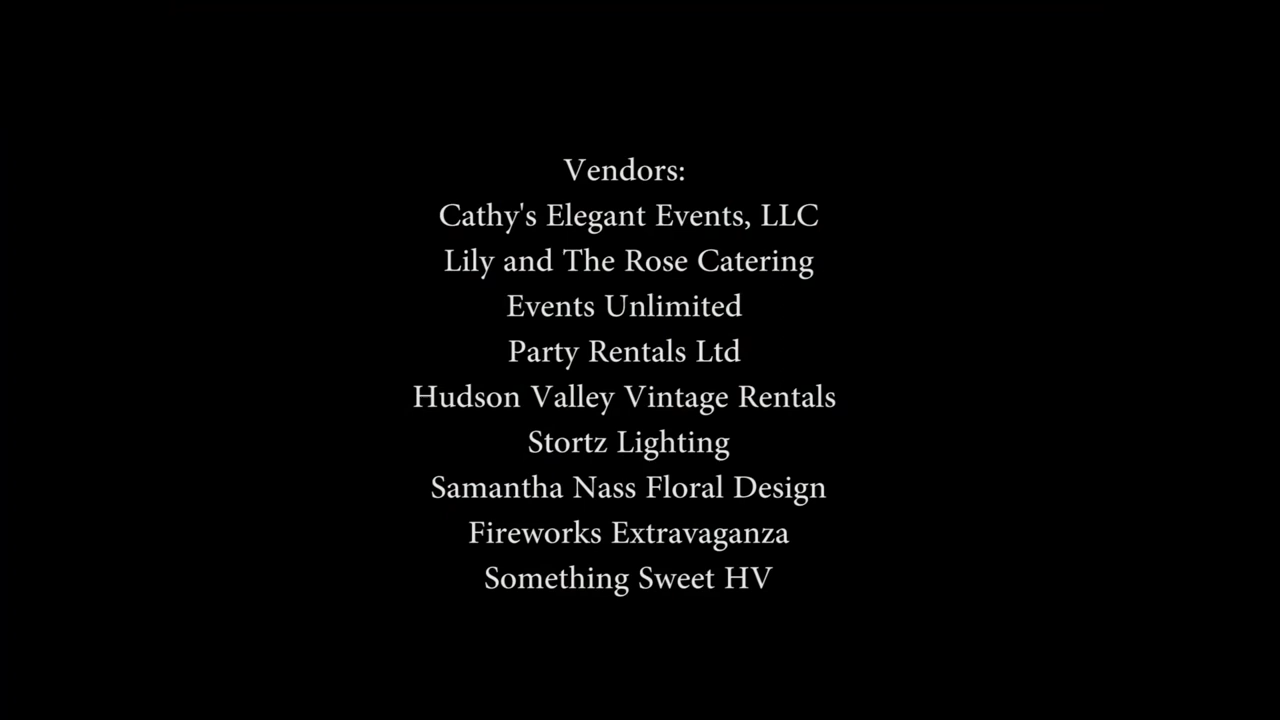 Vendors:
Cathy's Elegant Events, LLC
Lily and The Rose Catering
Events Unlimited
Party Rentals Ltd
Hudson Valley Vintage Rentals
Stortz Lighting
Samantha Nass Floral Design
Fireworks Extravaganza
Something Sweet HV